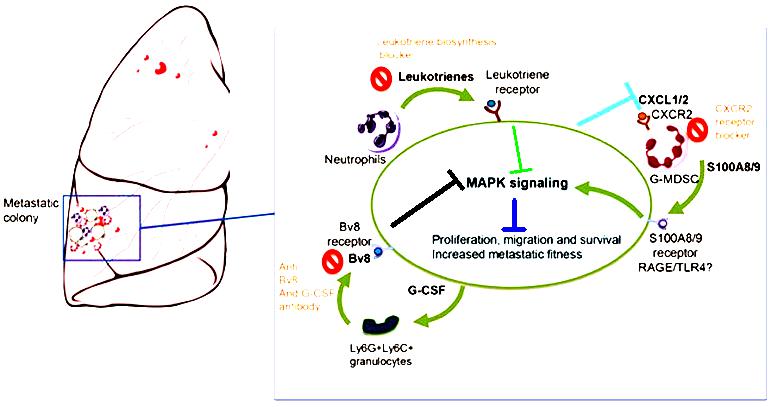 Leukotriene biosynthesis
blocker
Leukotrienes
Leukotriene
receptor
Neutrophils
CXCL1/2
CXCR2
CXCR2
receptor
blocker
G-MDSC
S100A8/9
MAPK signaling
Metastatic
colony
Bv8
receptor
Bv8
Proliferation, migration and survival
Increased metastatic fitness
S100A8/9
receptor
RAGE/TLR4?
Anti
Bv8
And G-CSF
antibody
G-CSF
Ly6G+Ly6C+
granulocytes